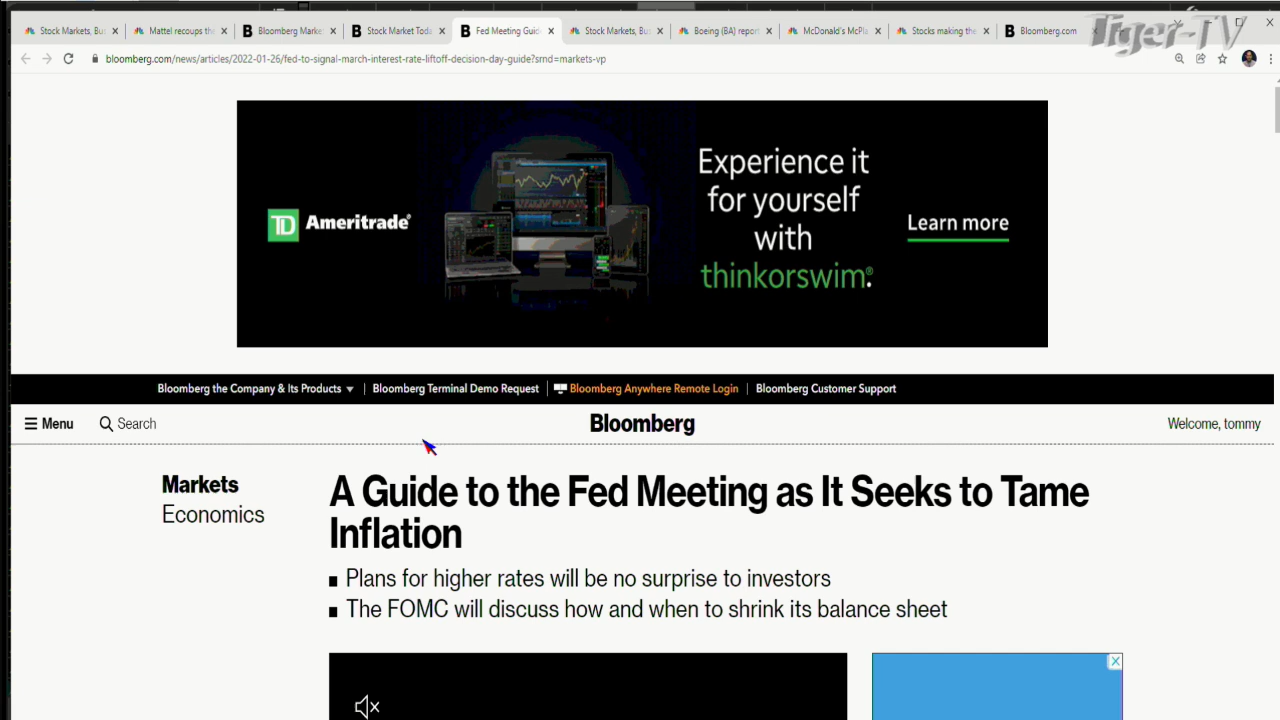 Tiger-TV
Stock Markets, Bus
Mattel recoups the
Bloomberg Market
Stock Market Toda
Fed Meeting Guide
Stock Markets, Bus
Boeing (BA) report
McDonald's McPla
Stocks making the
Bloomberg.com
bloomberg.com/news/articles/2022-01-26/fed-to-signal-march-interest-rate-liftoff-decision-day-guide?srnd=markets-vp
TD Ameritrade®
Experience it
for yourself
with
thinkorswim®.
Learn more
Bloomberg the Company & Its Products
Bloomberg Terminal Demo Request
Bloomberg Anywhere Remote Login
Bloomberg Customer Support
Menu
Search
Bloomberg
Welcome, tommy
Markets
Economics
A Guide to the Fed Meeting as It Seeks to Tame
Inflation
Plans for higher rates will be no surprise to investors
The FOMC will discuss how and when to shrink its balance sheet